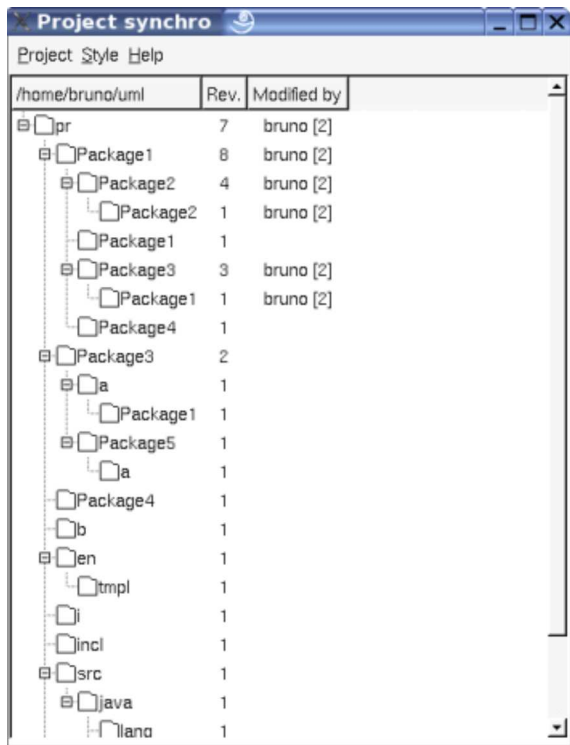 Project synchro
Project Style Help
/home/bruno/uml Rev. Modified by
pr 7 bruno [2]
Package1 8 bruno [2]
Package2 4 bruno [2]
Package2 1 bruno [2]
Package1 1
Package3 3 bruno [2]
Package1 1 bruno [2]
Package4 1
Package3 2
a 1
Package1 1
Package5 1
a 1
Package4 1
b 1
en 1
tmpl 1
i 1
incl 1
src 1
java 1
lang 1